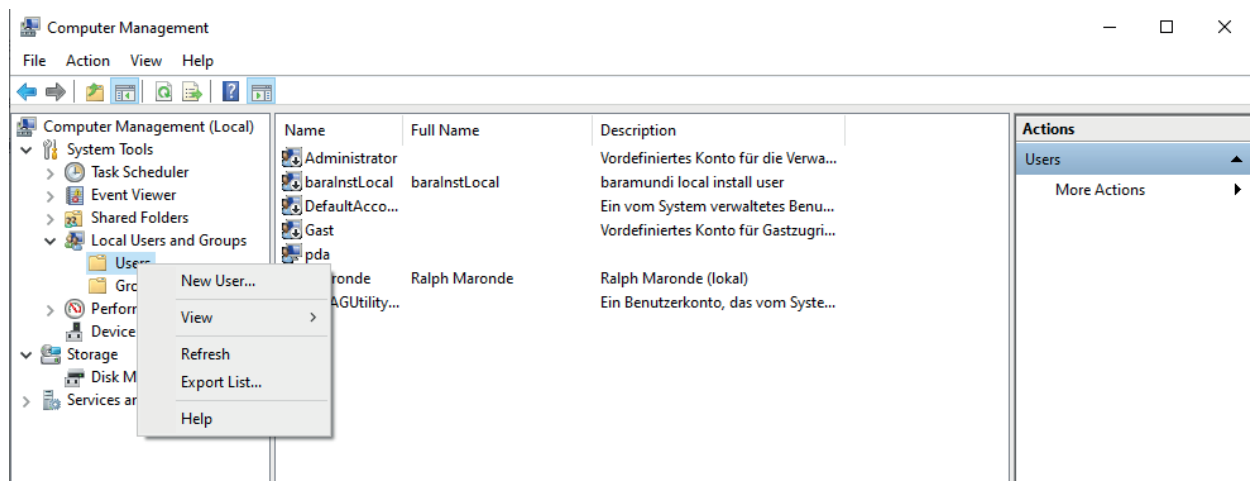 Computer Management
File Action View Help
Computer Management (Local)
System Tools
Task Scheduler
Event Viewer
Shared Folders
Local Users and Groups
Users
Device
Storage
Disk M
Services
New User...
View
Refresh
Export List...
Help
Name Full Name Description
Administrator Vordefiniertes Konto für die Verwa...
baraInstLocal baraInstLocal baramundi local install user
DefaultAcco... Ein vom System verwaltetes Benu...
Gast Vordefiniertes Konto für Gastzugri...
pda
ronde Ralph Maronde Ralph Maronde (lokal)
AGUtility... Ein Benutzerkonto, das vom Syste...
Actions
Users
More Actions